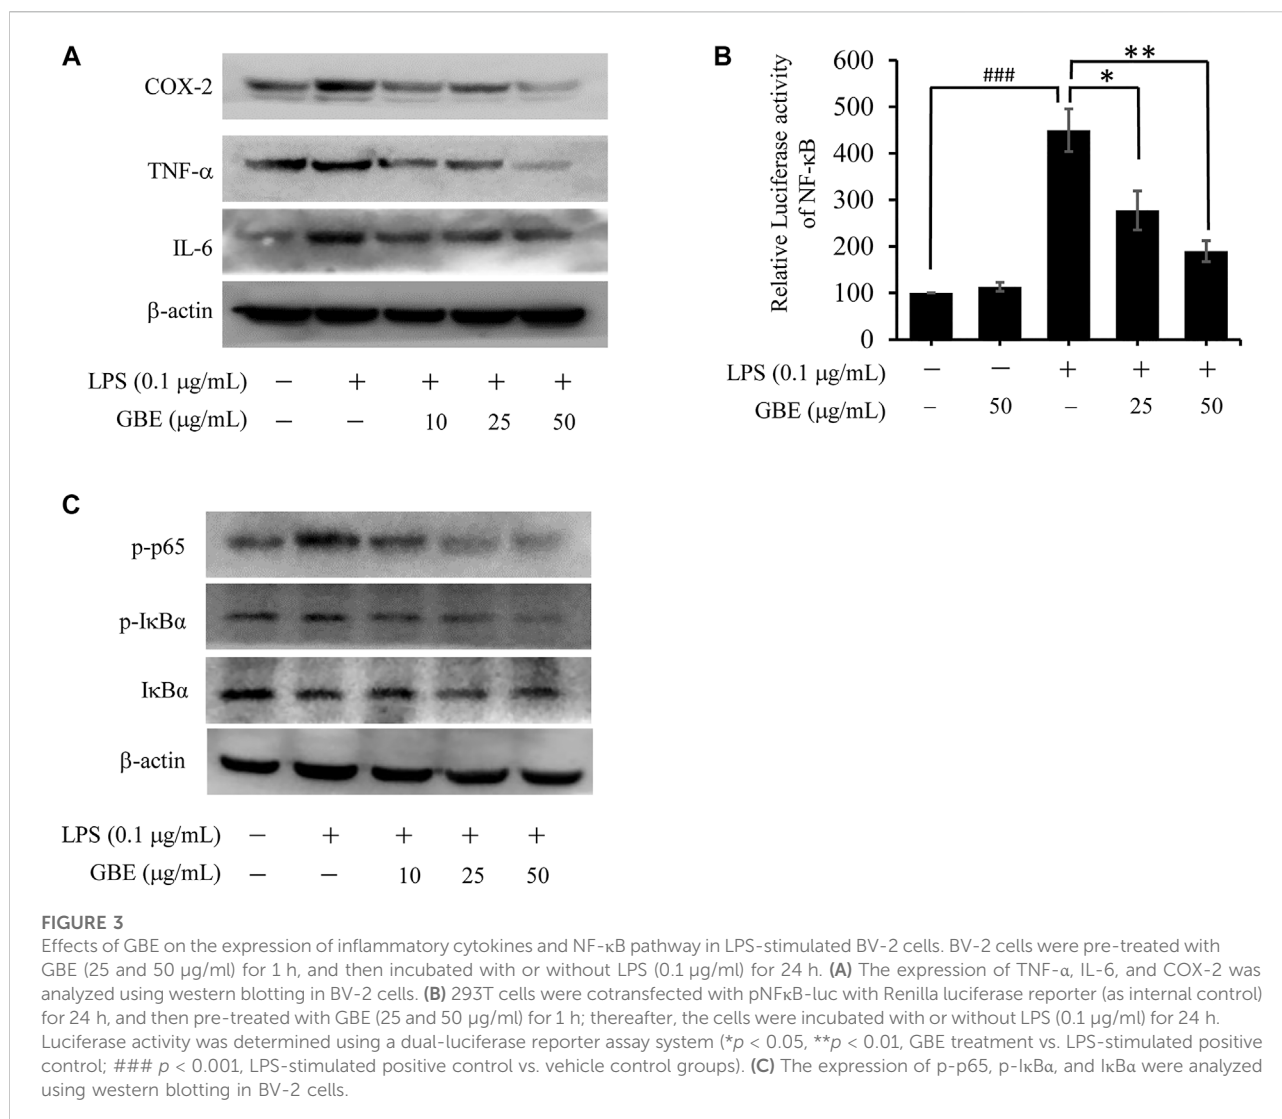 A
COX-2
TNF-α
IL-6
β-actin
LPS (0.1 µg/mL) − + + + +
GBE (µg/mL) − − 10 25 50
B
Relative Luciferase activity
of NF-κB
600
500
400
300
200
100
0
###
*
**
LPS (0.1 µg/mL) − − + + +
GBE (µg/mL) − 50 − 25 50
C
p-p65
p-IκBα
IκBα
β-actin
LPS (0.1 µg/mL) − + + + +
GBE (µg/mL) − − 10 25 50
FIGURE 3
Effects of GBE on the expression of inflammatory cytokines and NF-κB pathway in LPS-stimulated BV-2 cells. BV-2 cells were pre-treated with
GBE (25 and 50 µg/ml) for 1 h, and then incubated with or without LPS (0.1 µg/ml) for 24 h. (A) The expression of TNF-α, IL-6, and COX-2 was
analyzed using western blotting in BV-2 cells. (B) 293T cells were cotransfected with pNFκB-luc with Renilla luciferase reporter (as internal control)
for 24 h, and then pre-treated with GBE (25 and 50 µg/ml) for 1 h; thereafter, the cells were incubated with or without LPS (0.1 µg/ml) for 24 h.
Luciferase activity was determined using a dual-luciferase reporter assay system (*p < 0.05, **p < 0.01, GBE treatment vs. LPS-stimulated positive
control; ### p < 0.001, LPS-stimulated positive control vs. vehicle control groups). (C) The expression of p-p65, p-IκBα, and IκBα were analyzed
using western blotting in BV-2 cells.